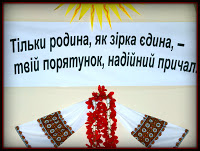 Тільки родина, як зірка єдина, –
твій порятунок, надійний причал.